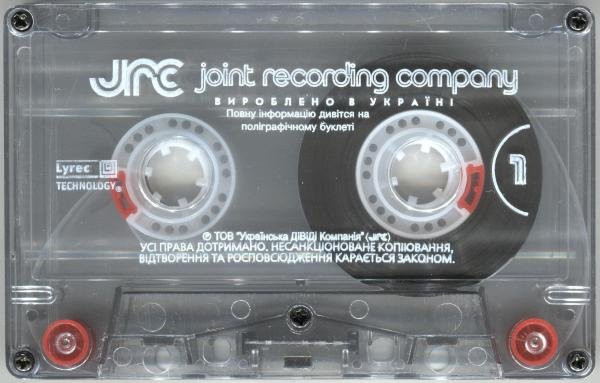 JRC joint recording company
ВИРОБЛЕНО В УКРАЇНІ
Повну інформацію дивітся на
поліграфічному буклеті
Lyrec
TECHNOLOGY®
1
℗ ТОВ "Українська ДІВІДІ Компанія" (JRC)
УСІ ПРАВА ДОТРИМАНО. НЕСАНКЦІОНОВАНЕ КОПІЮВАННЯ,
ВІДТВОРЕННЯ ТА РОСПОВСЮДЖЕННЯ КАРАЄТЬСЯ ЗАКОНОМ.